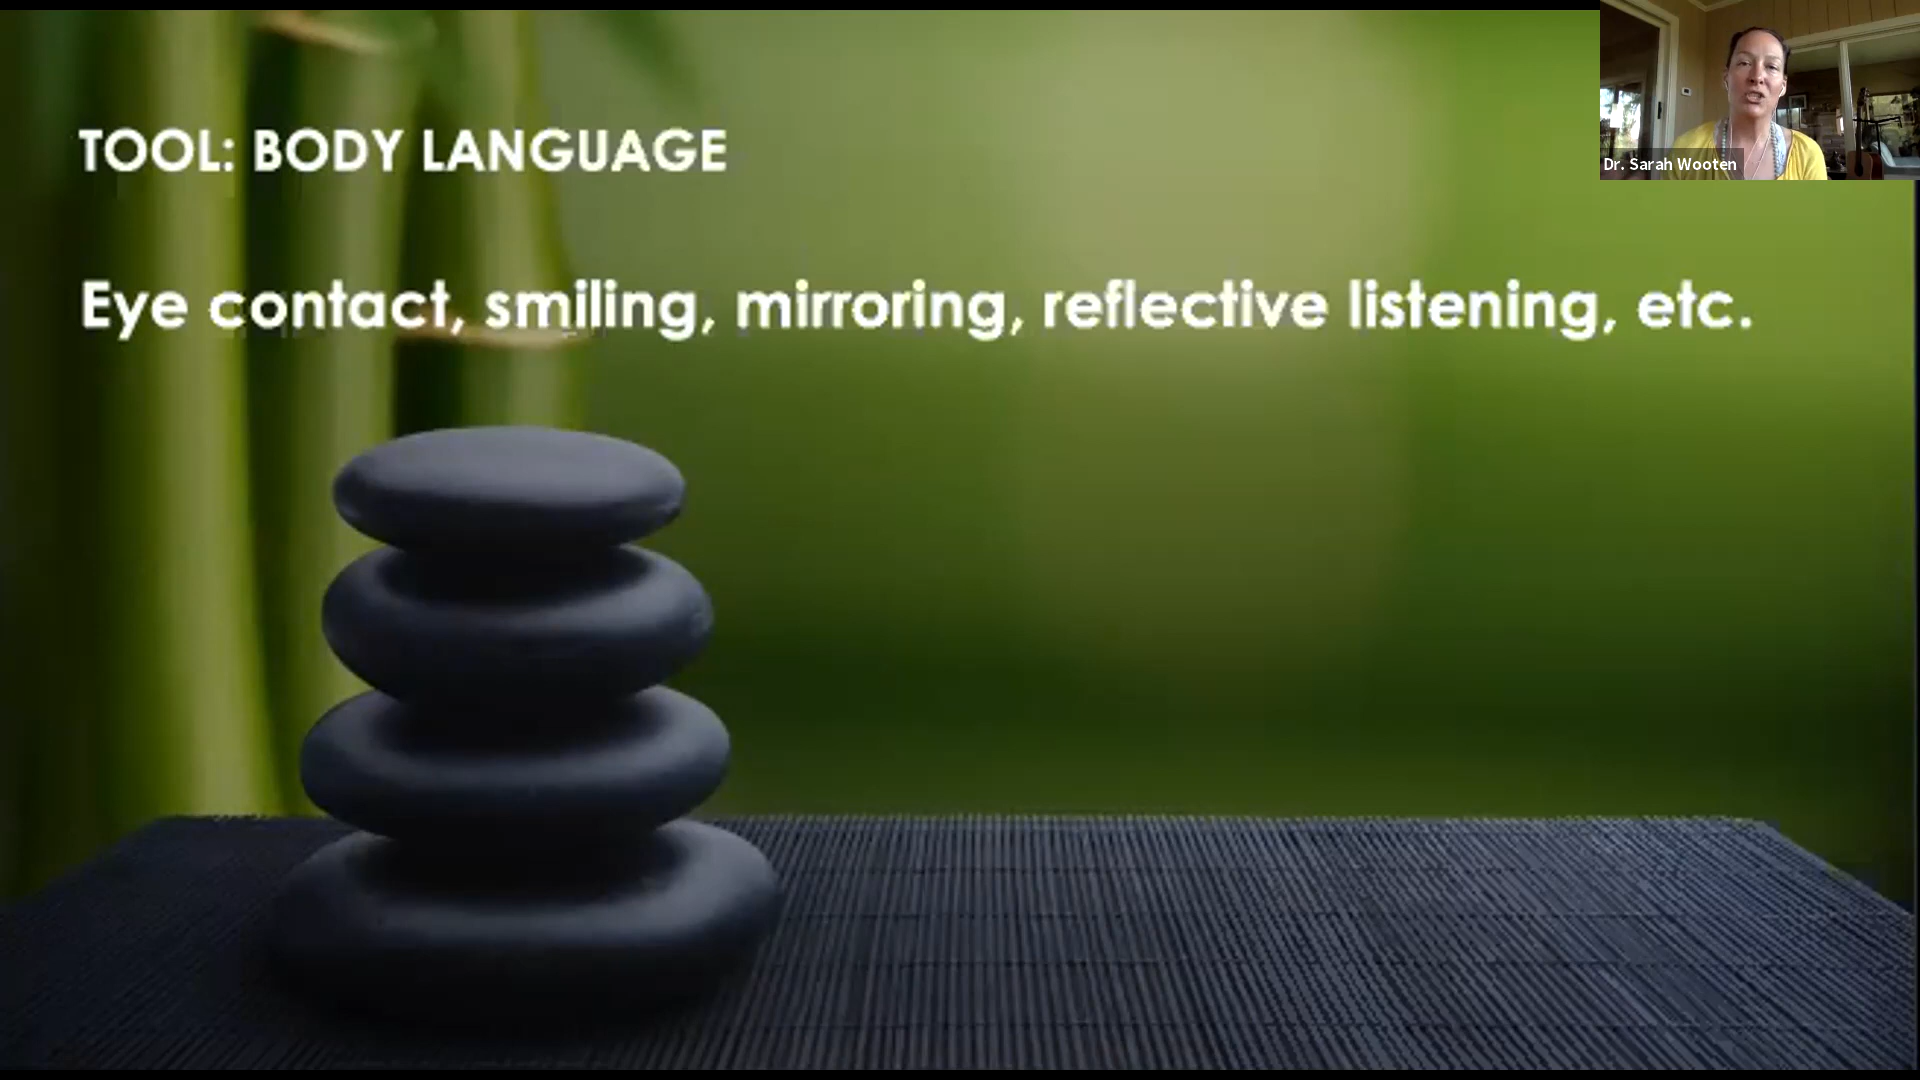 TOOL: BODY LANGUAGE
Eye contact, smiling, mirroring, reflective listening, etc.
Dr. Sarah Wooten